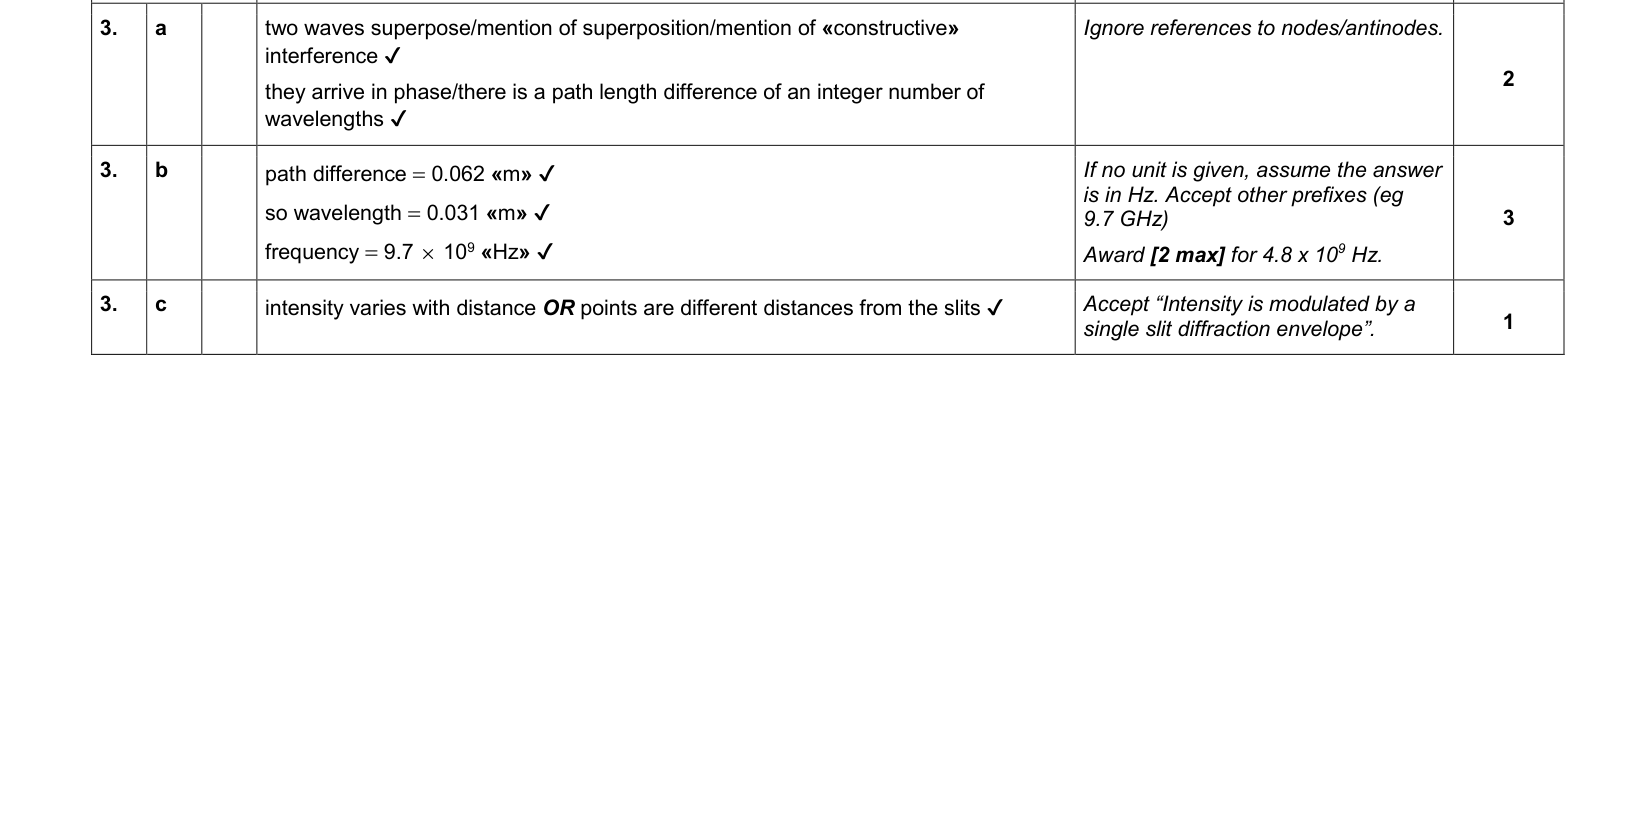 3. a two waves superpose/mention of superposition/mention of «constructive» Ignore references to nodes/antinodes.
interference ✓
they arrive in phase/there is a path length difference of an integer number of
wavelengths ✓
2
3. b path difference = 0.062 «m» ✓
so wavelength = 0.031 «m» ✓
frequency = 9.7 × 10⁹ «Hz» ✓
If no unit is given, assume the answer
is in Hz. Accept other prefixes (eg
9.7 GHz)
Award [2 max] for 4.8 x 10⁹ Hz.
3
3. c intensity varies with distance OR points are different distances from the slits ✓
Accept “Intensity is modulated by a
single slit diffraction envelope”.
1